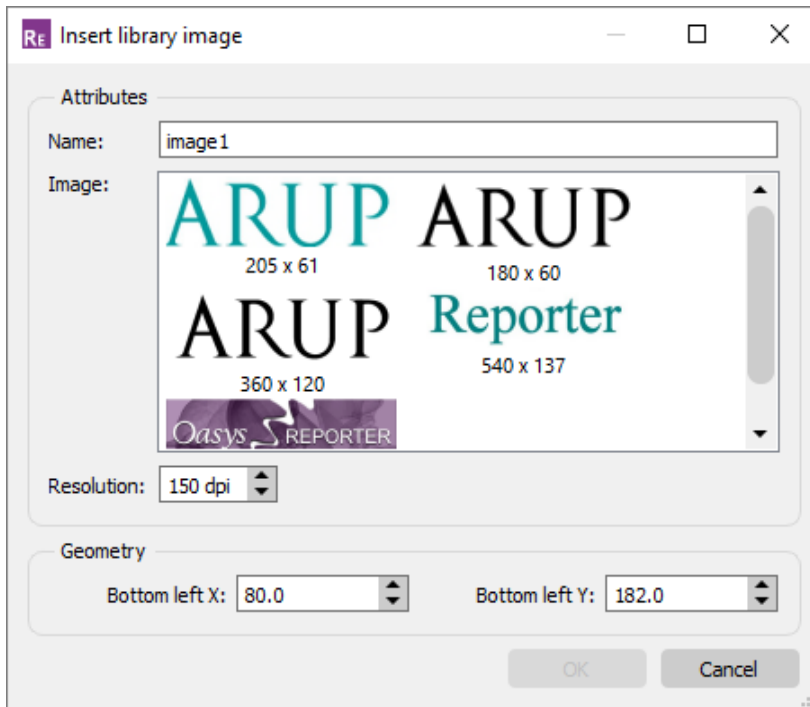 RE Insert library image
Attributes
Name: image1
Image:
ARUP ARUP
205 x 61 180 x 60
ARUP Reporter
360 x 120 540 x 137
Oasys REPORTER
Resolution: 150 dpi
Geometry
Bottom left X: 80.0 Bottom left Y: 182.0
OK Cancel